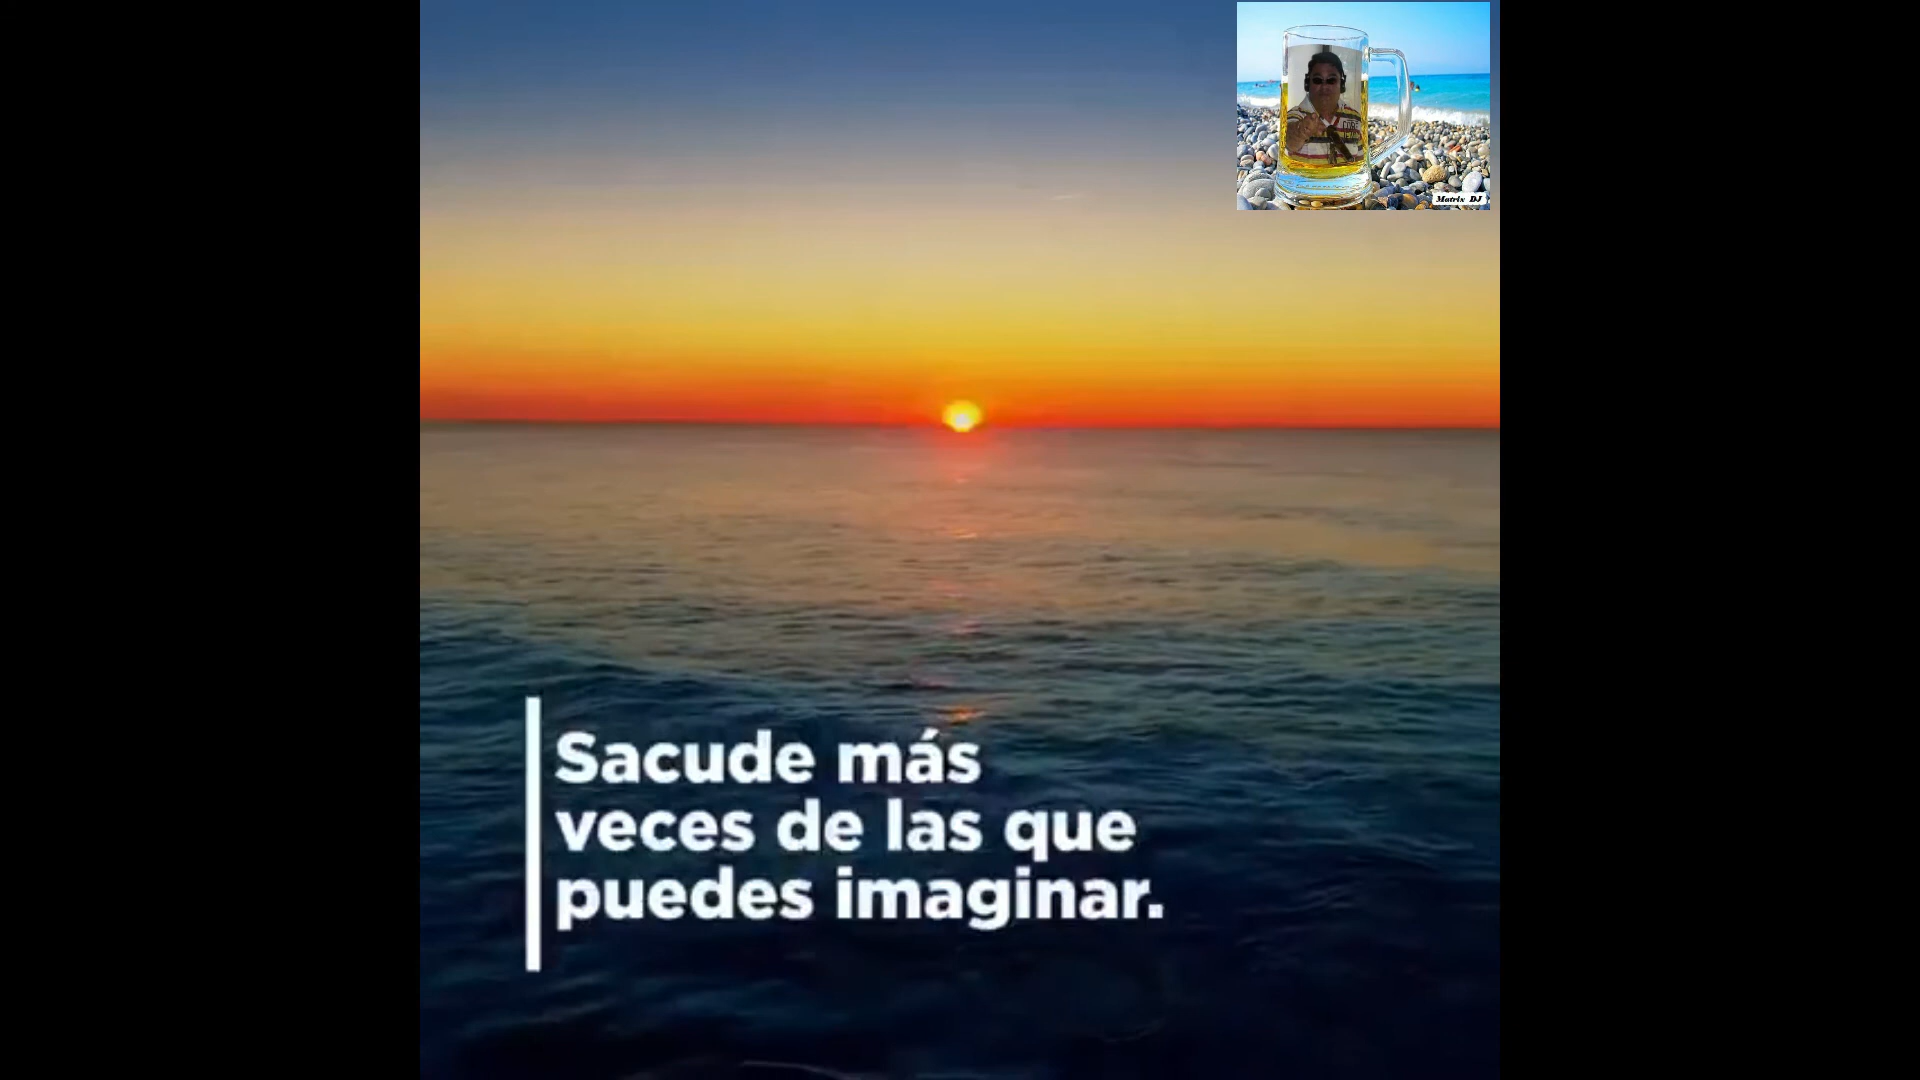 Matrix DJ
Sacude más
veces de las que
puedes imaginar.